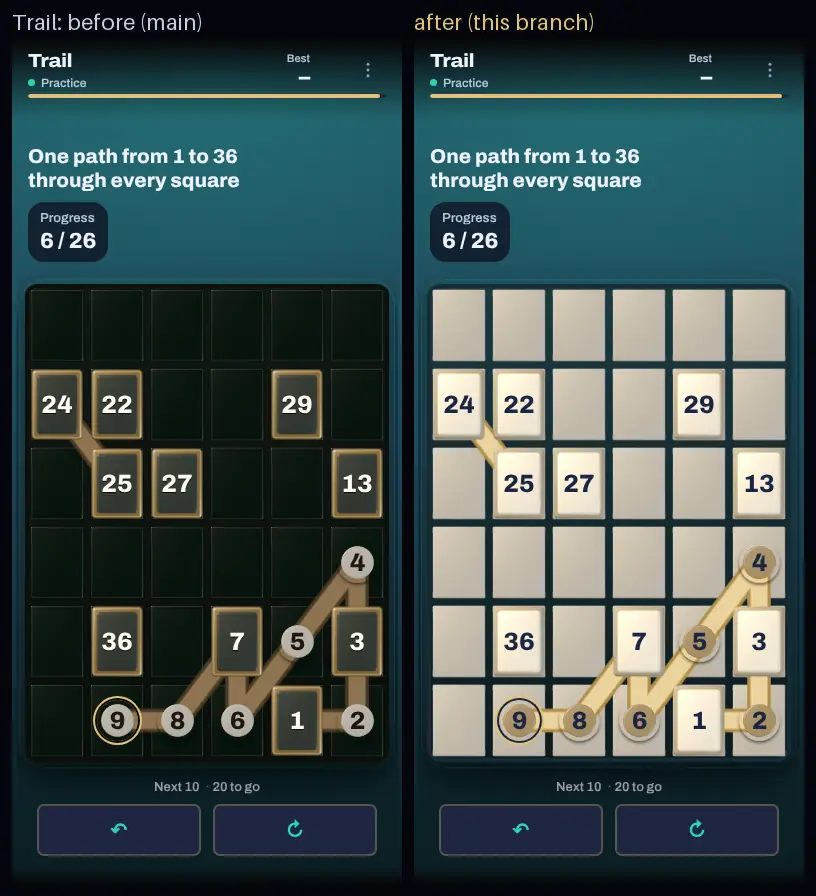 Trail: before (main)
Trail
Best
–
Practice
One path from 1 to 36
through every square
Progress
6 / 26
24 22 29
25 27 13
4
36 7 5 3
9 8 6 1 2
Next 10 · 20 to go
after (this branch)
Trail
Best
–
Practice
One path from 1 to 36
through every square
Progress
6 / 26
24 22 29
25 27 13
4
36 7 5 3
9 8 6 1 2
Next 10 · 20 to go